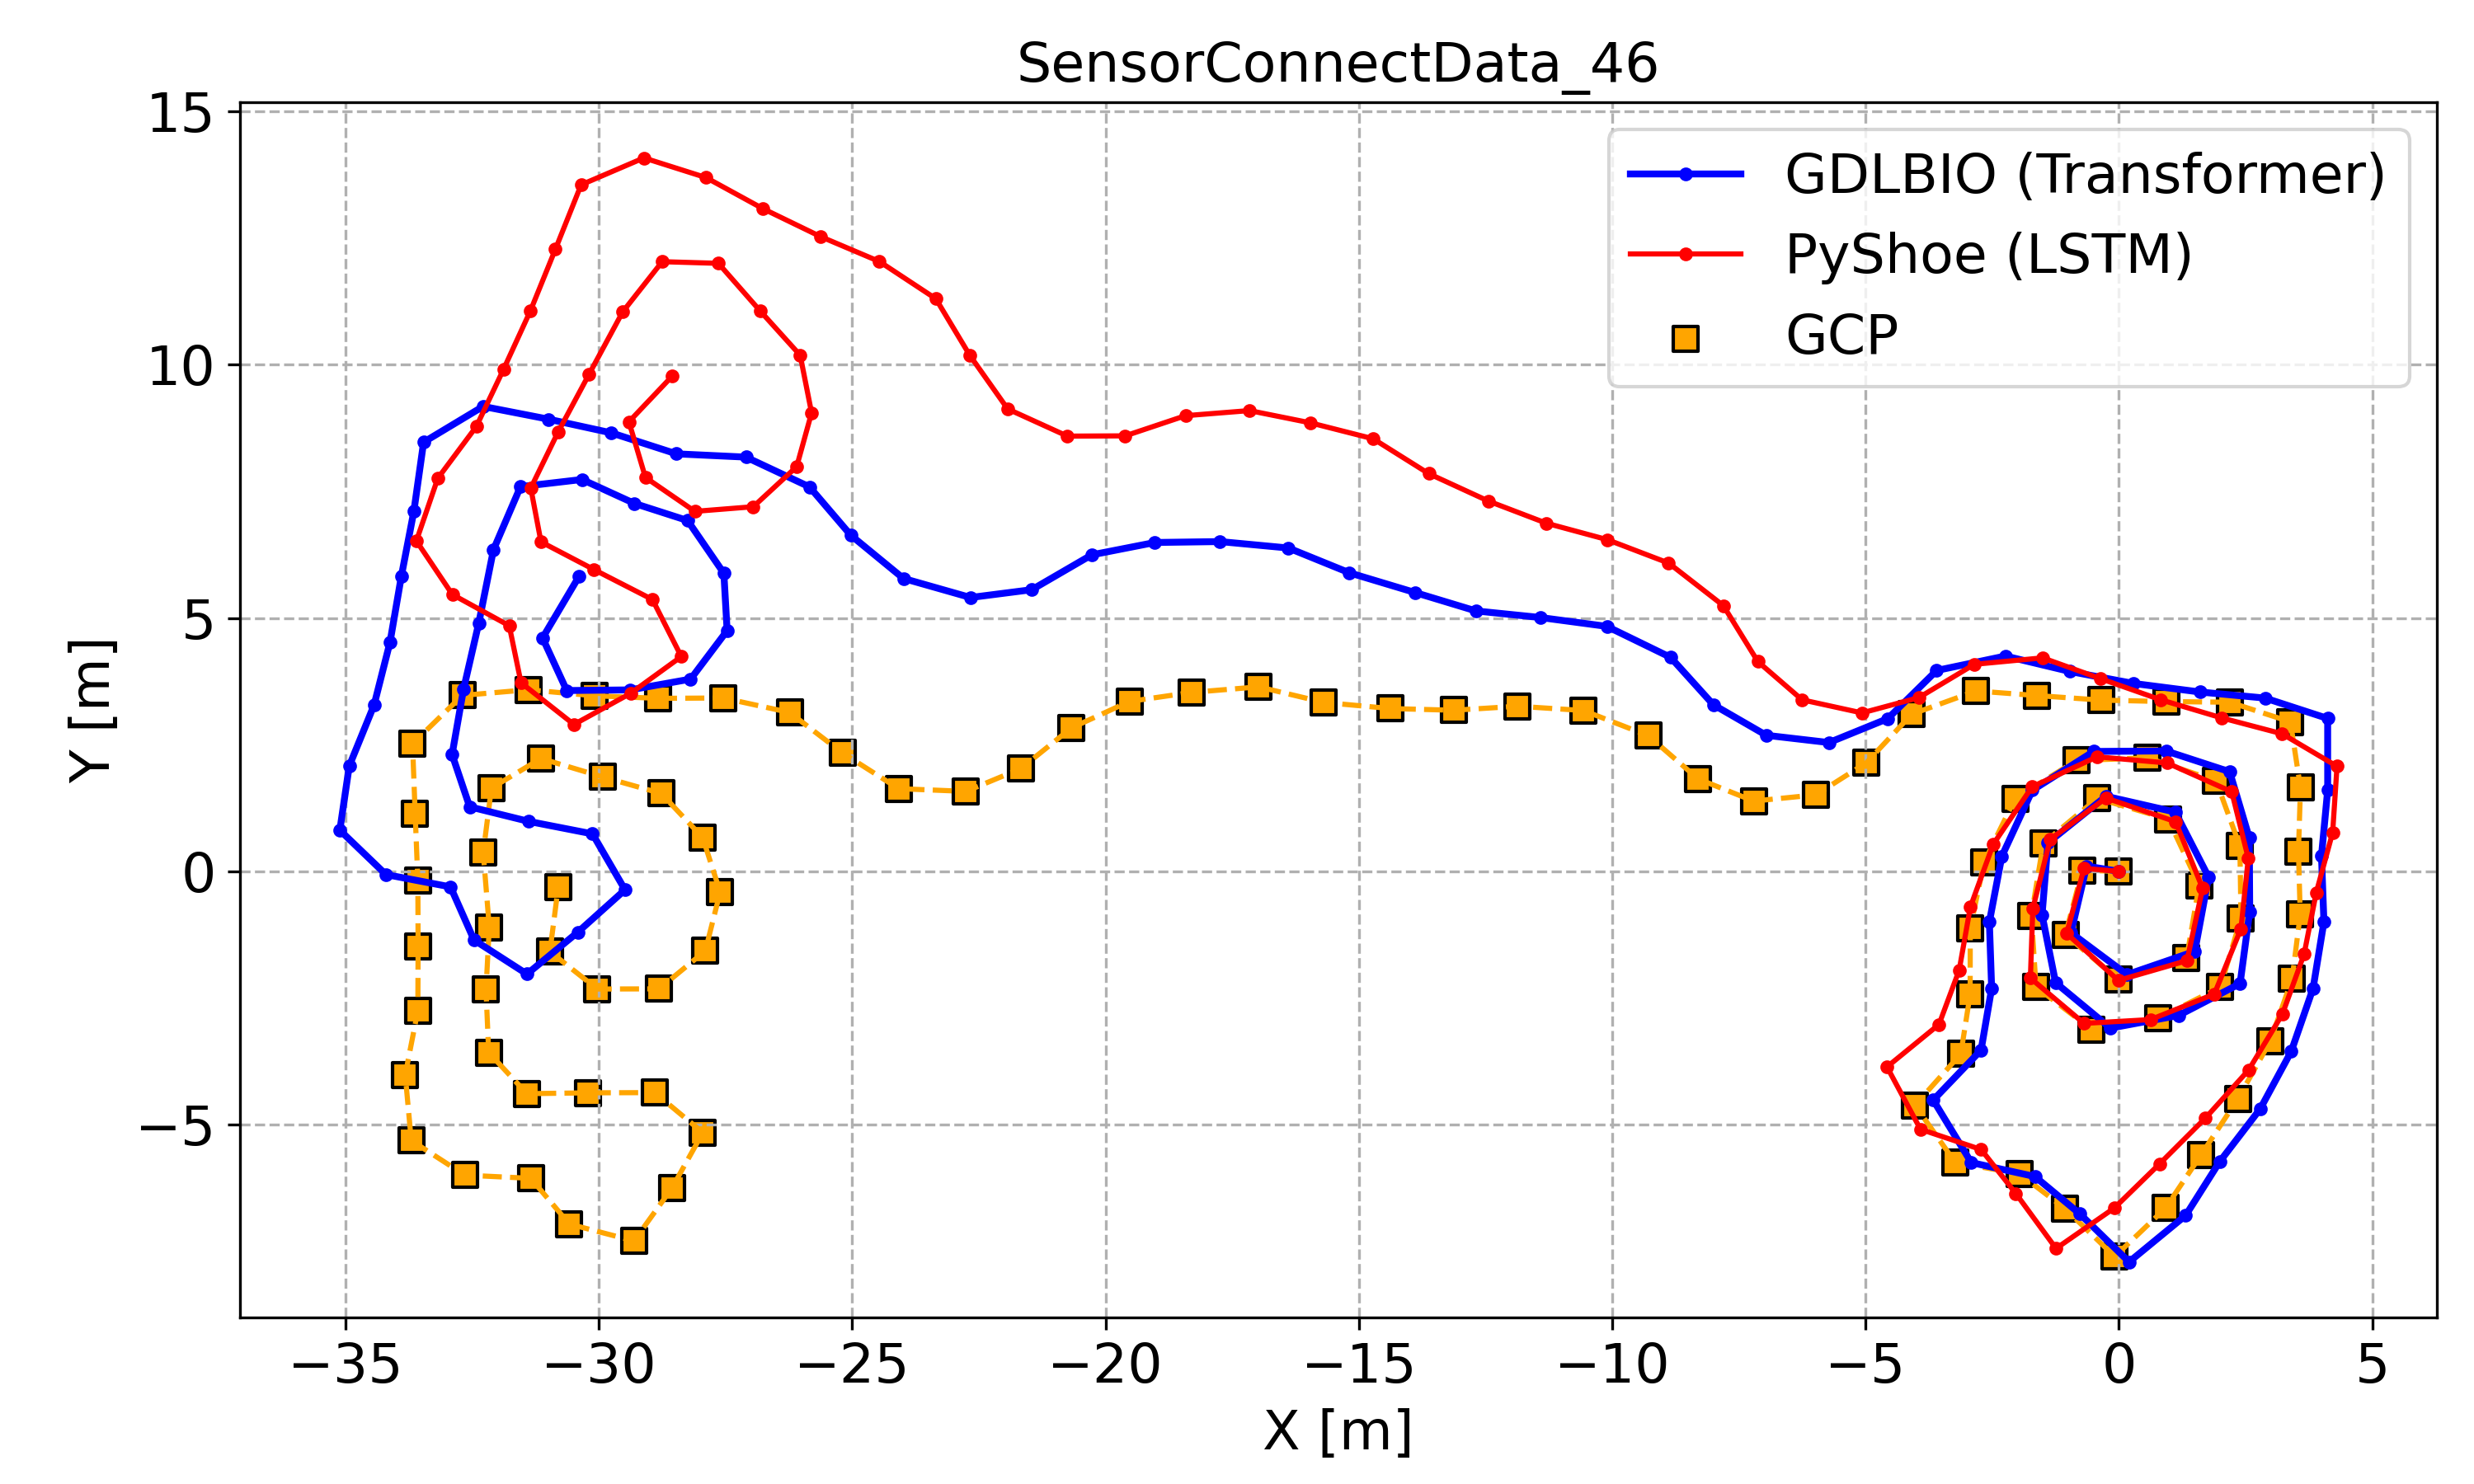 SensorConnectData_46
GDLBIO (Transformer)
PyShoe (LSTM)
GCP
Y [m]
15
10
5
0
−5
−35 −30 −25 −20 −15 −10 −5 0 5
X [m]